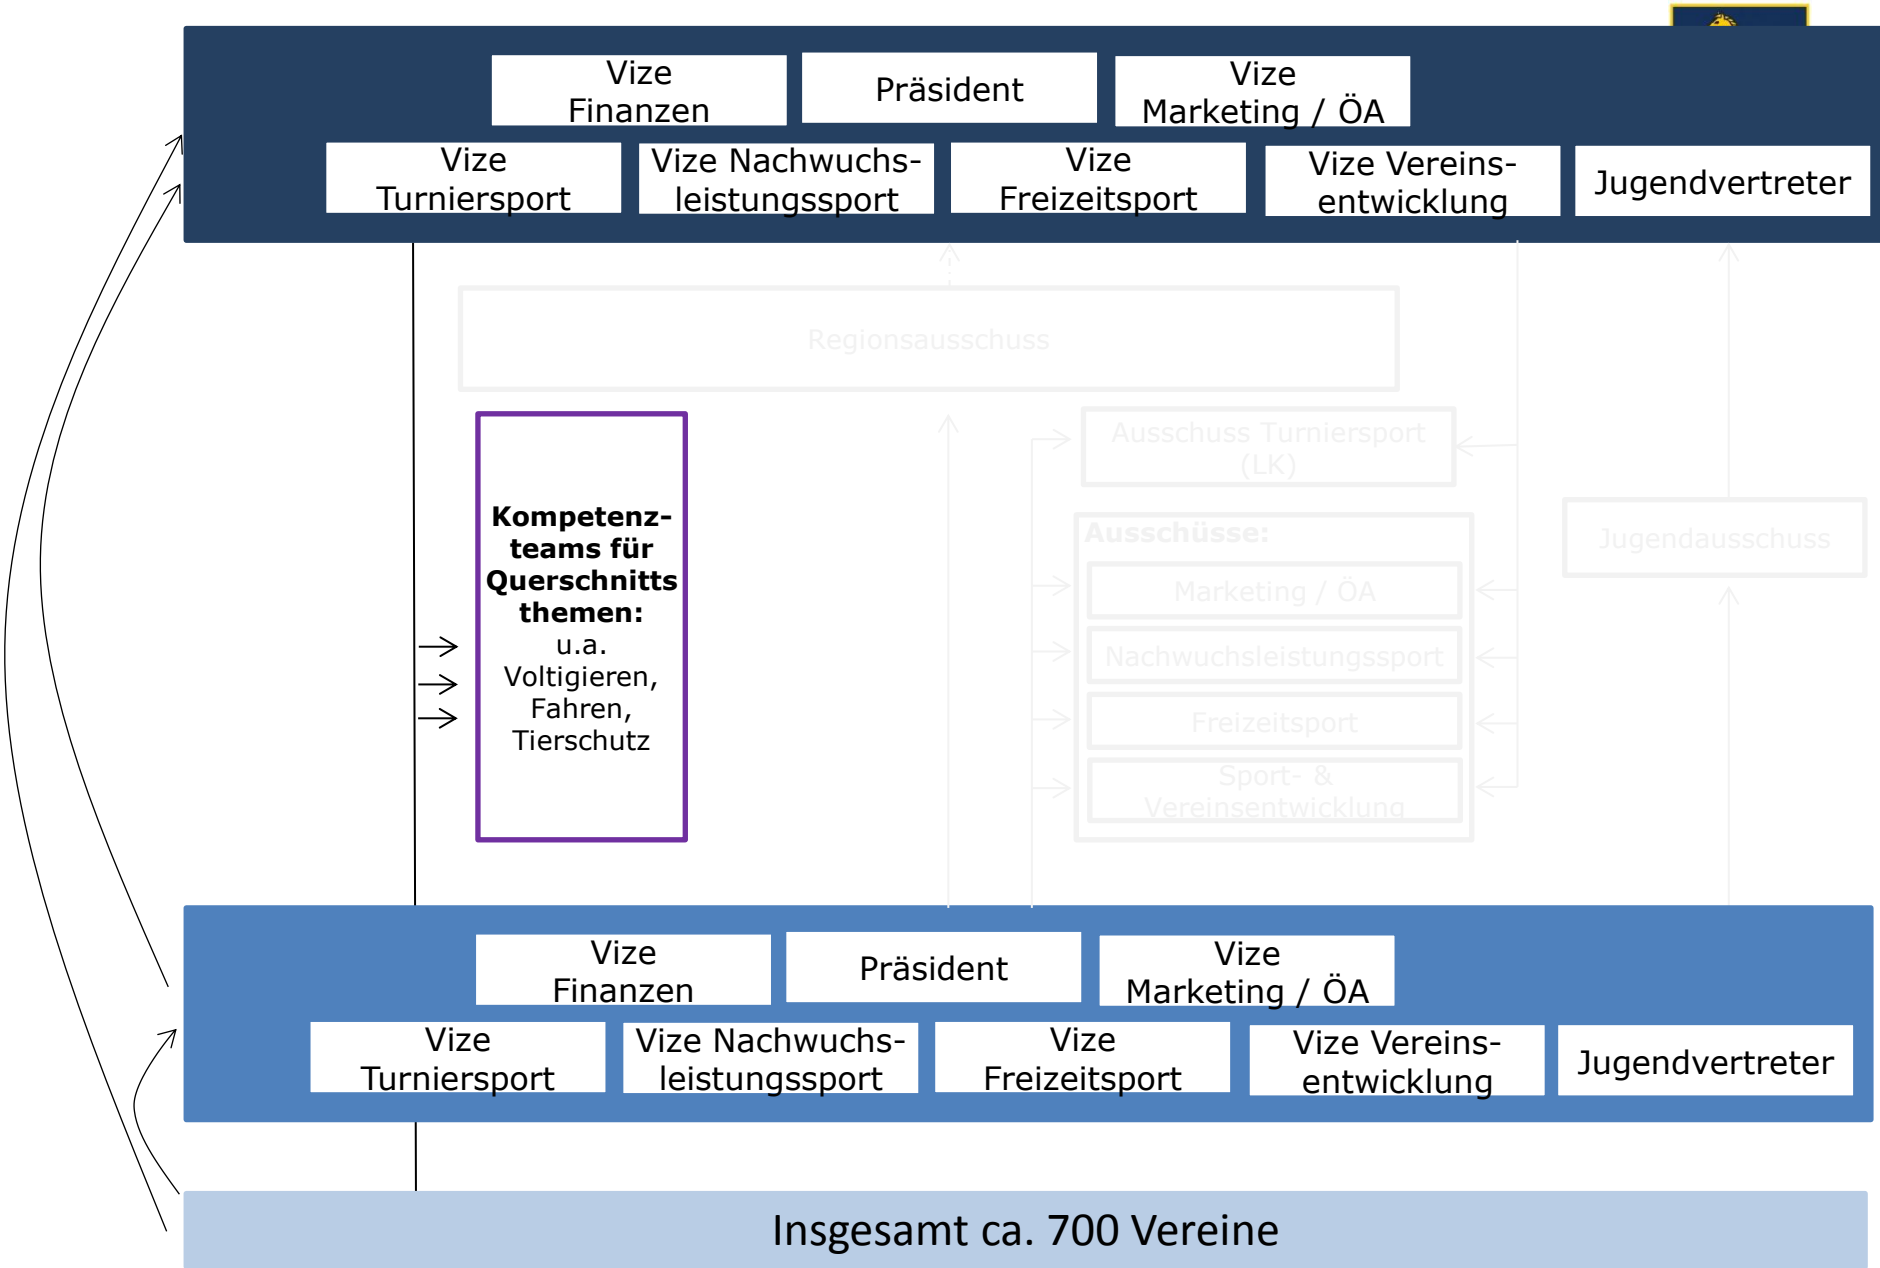 Vize
Finanzen
Präsident
Vize
Marketing / ÖA
Vize
Turniersport
Vize Nachwuchs-
leistungssport
Vize
Freizeitsport
Vize Vereins-
entwicklung
Jugendvertreter
Regionsausschuss
Kompetenz-
teams für
Querschnitts
themen:
u.a.
Voltigieren,
Fahren,
Tierschutz
Ausschuss Turniersport
(LK)
Ausschüsse:
Marketing / ÖA
Nachwuchsleistungssport
Freizeitsport
Sport- &
Vereinsentwicklung
Jugendausschuss
Vize
Finanzen
Präsident
Vize
Marketing / ÖA
Vize
Turniersport
Vize Nachwuchs-
leistungssport
Vize
Freizeitsport
Vize Vereins-
entwicklung
Jugendvertreter
Insgesamt ca. 700 Vereine